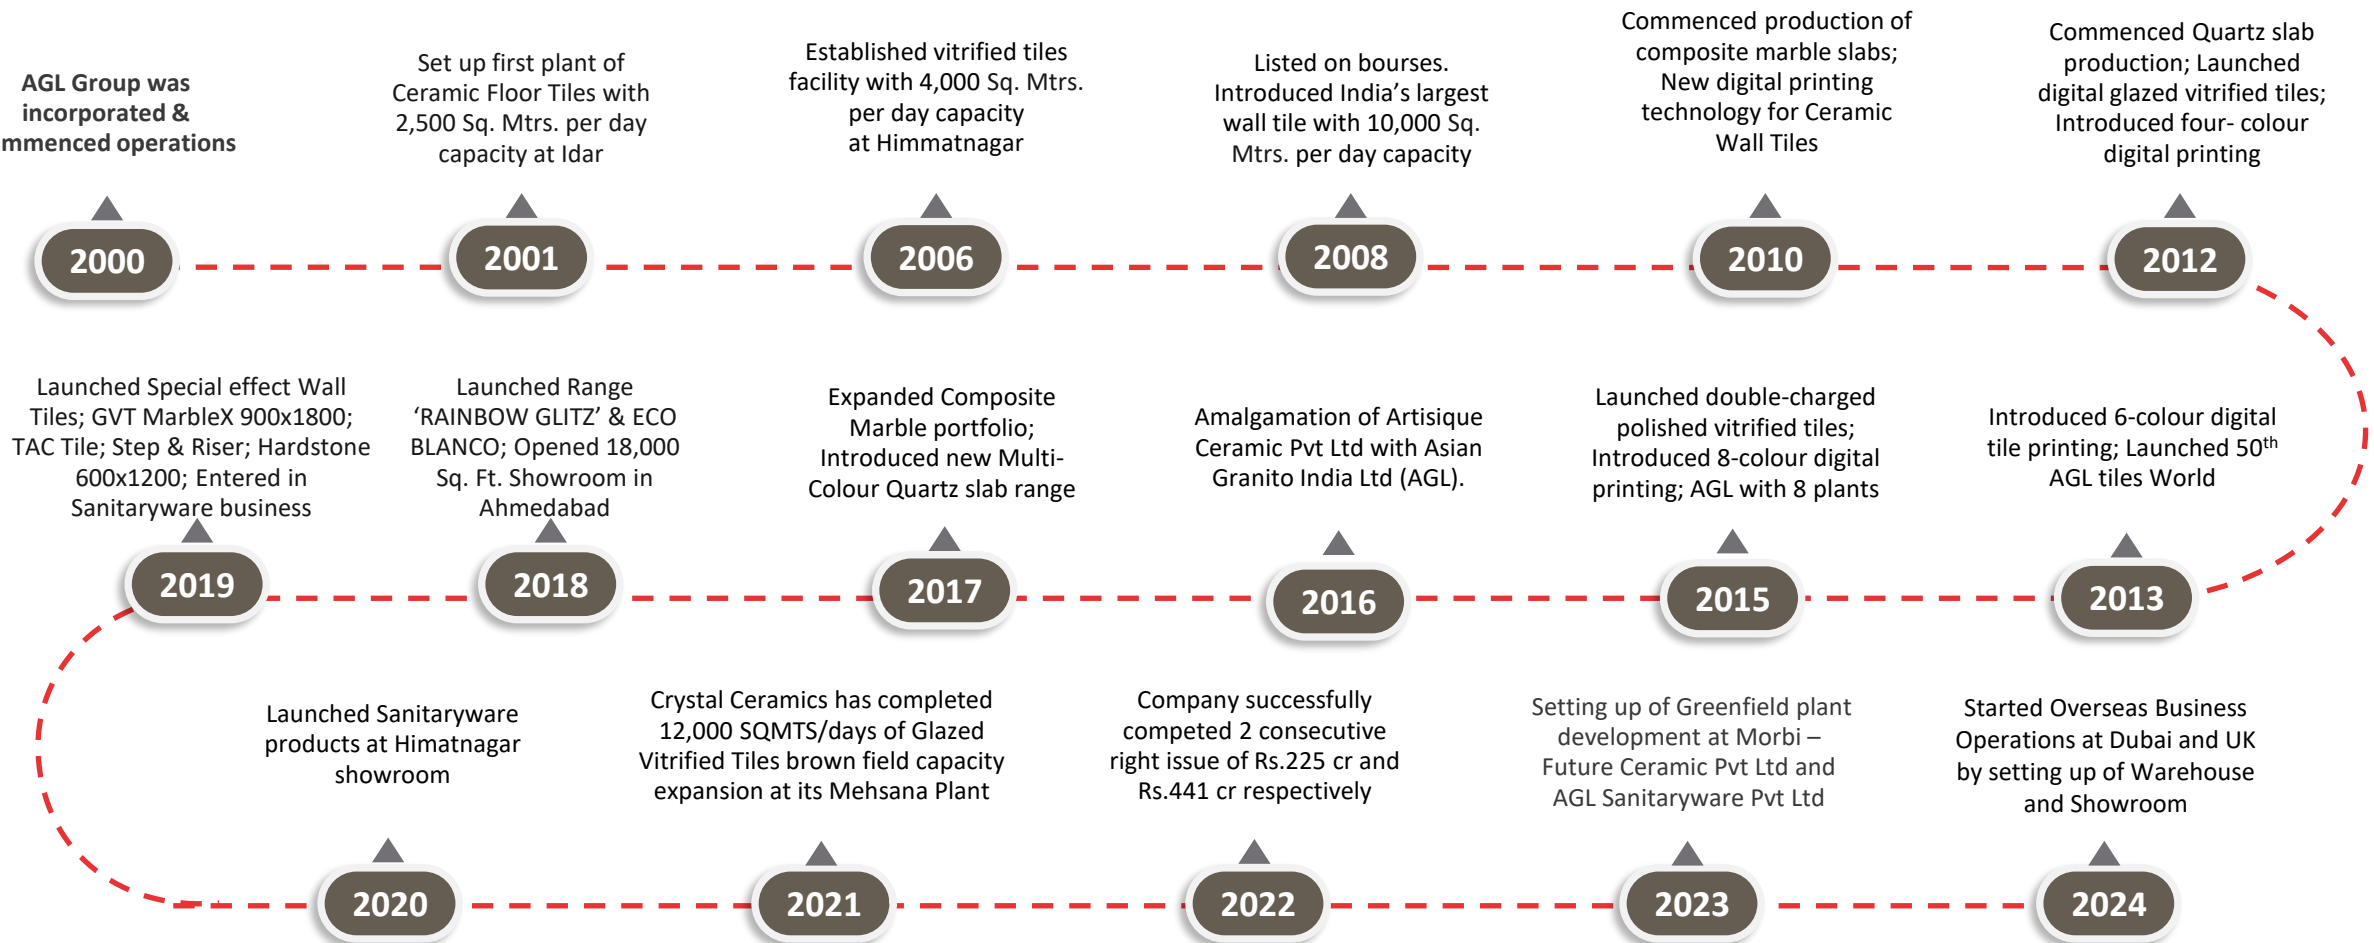 AGL Group was
incorporated &
mmenced operations
2000
Set up first plant of
Ceramic Floor Tiles with
2,500 Sq. Mtrs. per day
capacity at Idar
2001
Established vitrified tiles
facility with 4,000 Sq. Mtrs.
per day capacity
at Himmatnagar
2006
Listed on bourses.
Introduced India’s largest
wall tile with 10,000 Sq.
Mtrs. per day capacity
2008
Commenced production of
composite marble slabs;
New digital printing
technology for Ceramic
Wall Tiles
2010
Commenced Quartz slab
production; Launched
digital glazed vitrified tiles;
Introduced four- colour
digital printing
2012
Introduced 6-colour digital
tile printing; Launched 50th
AGL tiles World
2013
Launched double-charged
polished vitrified tiles;
Introduced 8-colour digital
printing; AGL with 8 plants
2015
Amalgamation of Artisique
Ceramic Pvt Ltd with Asian
Granito India Ltd (AGL).
2016
Expanded Composite
Marble portfolio;
Introduced new Multi-
Colour Quartz slab range
2017
Launched Range
‘RAINBOW GLITZ’ & ECO
BLANCO; Opened 18,000
Sq. Ft. Showroom in
Ahmedabad
2018
Launched Special effect Wall
Tiles; GVT MarbleX 900x1800;
TAC Tile; Step & Riser; Hardstone
600x1200; Entered in
Sanitaryware business
2019
Launched Sanitaryware
products at Himatnagar
showroom
2020
Crystal Ceramics has completed
12,000 SQMTS/days of Glazed
Vitrified Tiles brown field capacity
expansion at its Mehsana Plant
2021
Company successfully
competed 2 consecutive
right issue of Rs.225 cr and
Rs.441 cr respectively
2022
Setting up of Greenfield plant
development at Morbi –
Future Ceramic Pvt Ltd and
AGL Sanitaryware Pvt Ltd
2023
Started Overseas Business
Operations at Dubai and UK
by setting up of Warehouse
and Showroom
2024